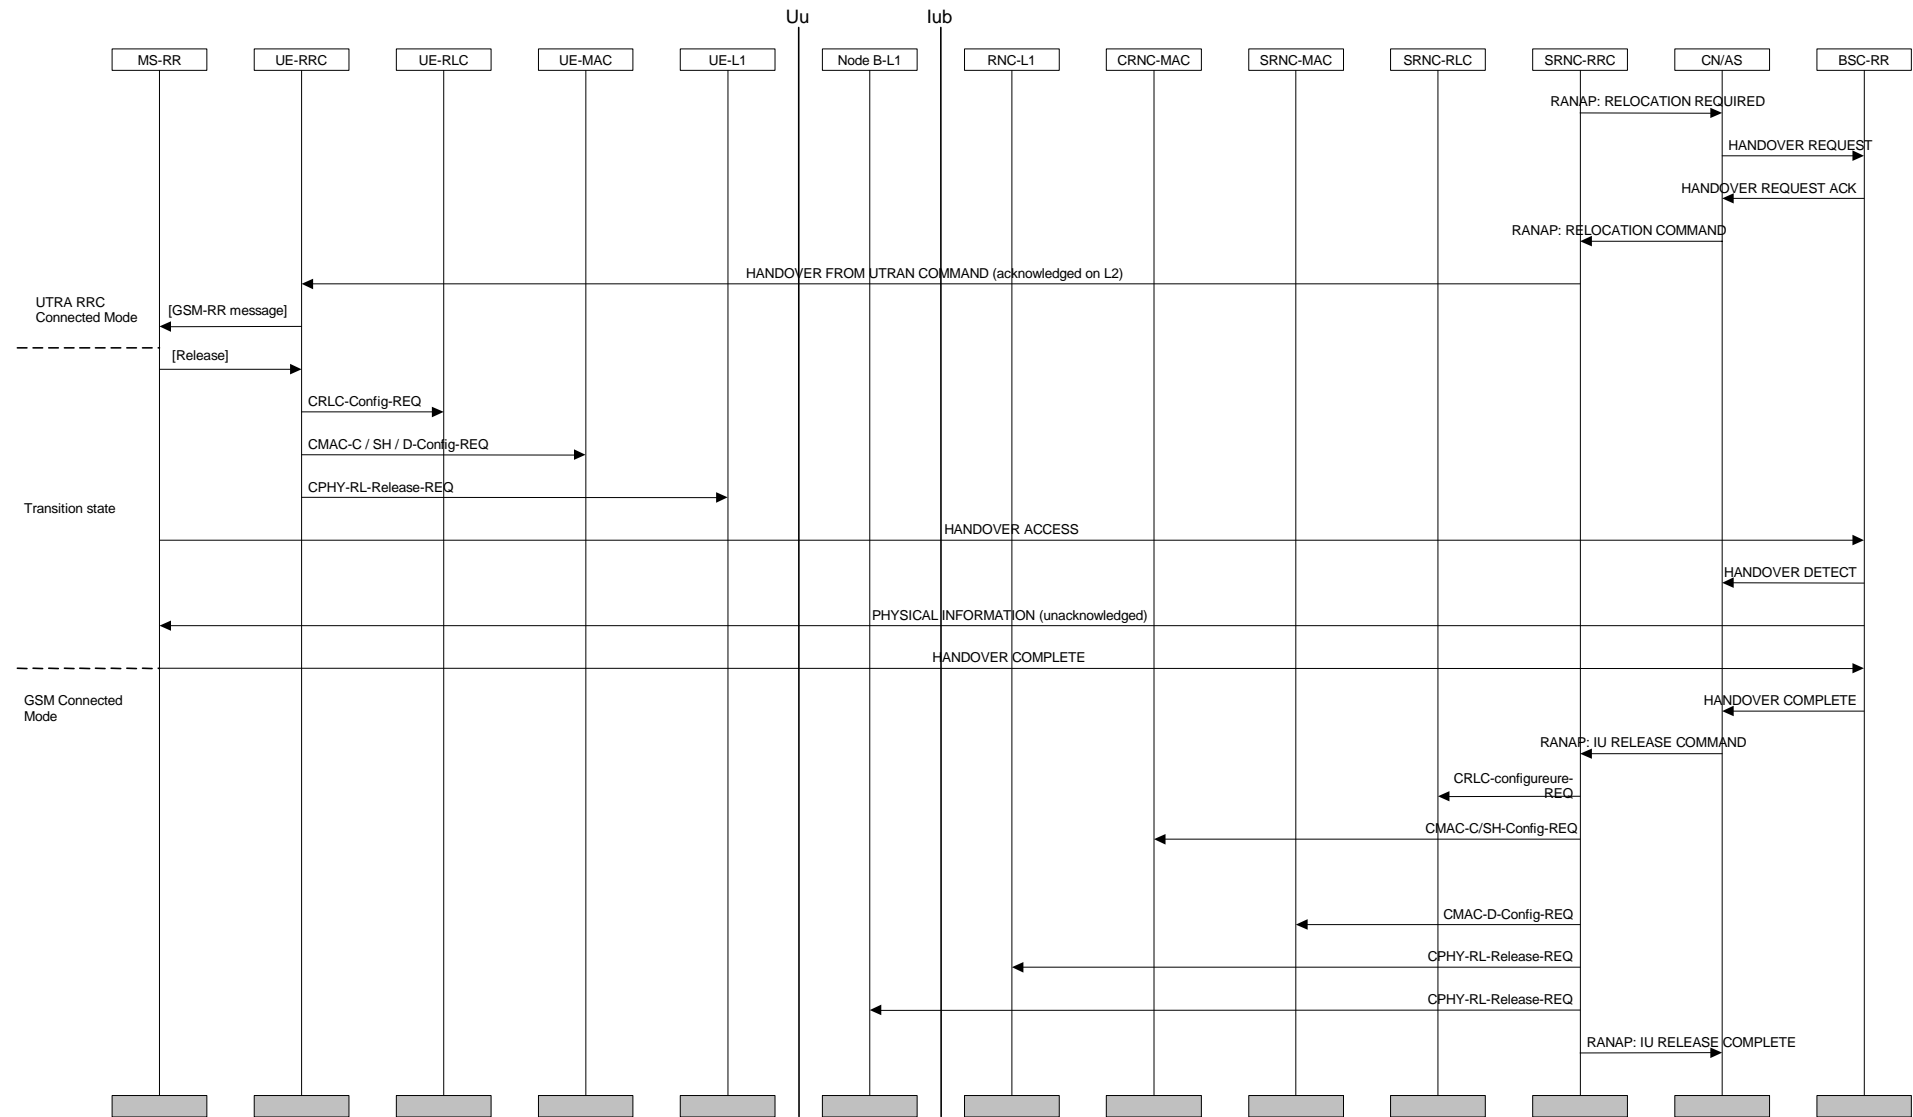 Uu
Iub
MS-RR
UE-RRC
UE-RLC
UE-MAC
UE-L1
Node B-L1
RNC-L1
CRNC-MAC
SRNC-MAC
SRNC-RLC
SRNC-RRC
CN/AS
BSC-RR
RANAP: RELOCATION REQUIRED
HANDOVER REQUEST
HANDOVER REQUEST ACK
RANAP: RELOCATION COMMAND
HANDOVER FROM UTRAN COMMAND (acknowledged on L2)
UTRA RRC
Connected Mode
[GSM-RR message]
[Release]
CRLC-Config-REQ
CMAC-C / SH / D-Config-REQ
CPHY-RL-Release-REQ
Transition state
HANDOVER ACCESS
HANDOVER DETECT
PHYSICAL INFORMATION (unacknowledged)
HANDOVER COMPLETE
GSM Connected
Mode
HANDOVER COMPLETE
RANAP: IU RELEASE COMMAND
CRLC-configureure-
REQ
CMAC-C/SH-Config-REQ
CMAC-D-Config-REQ
CPHY-RL-Release-REQ
CPHY-RL-Release-REQ
RANAP: IU RELEASE COMPLETE